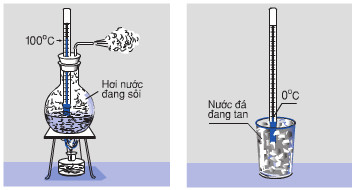 100°C
Hơi nước
đang sôi
0°C
Nước đá
đang tan